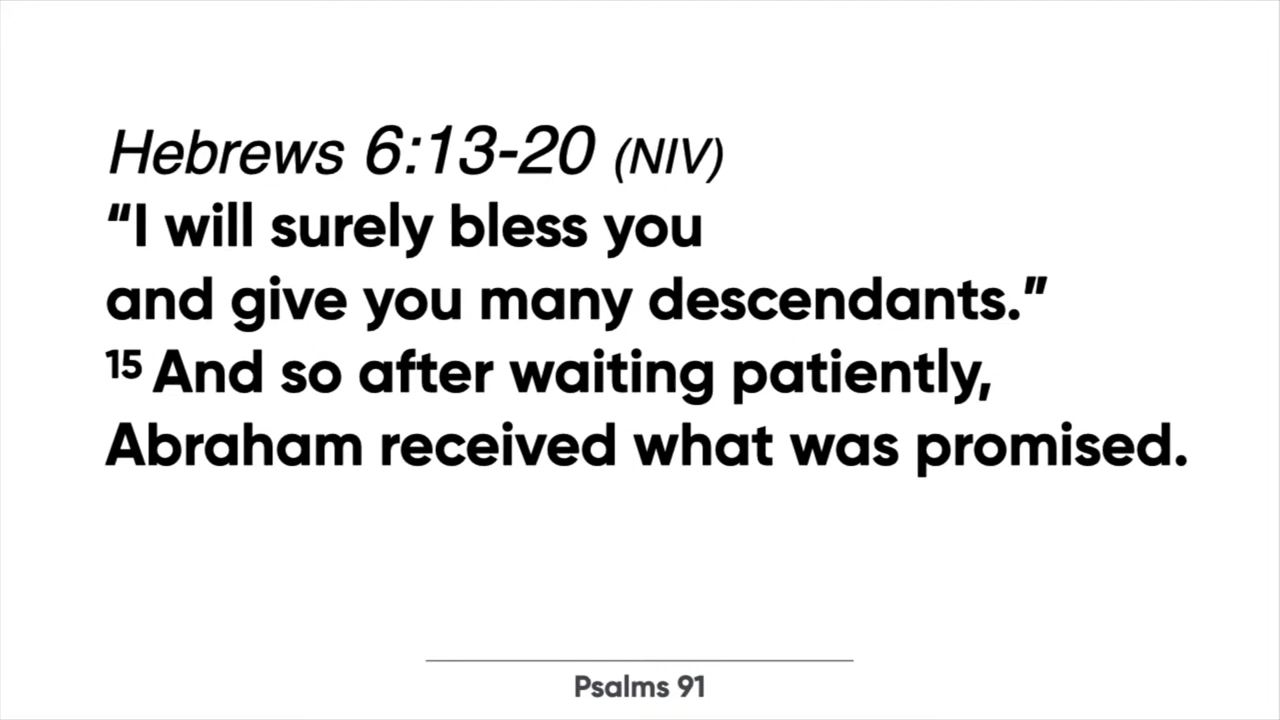 Hebrews 6:13-20 (NIV)
“I will surely bless you
and give you many descendants.”
15 And so after waiting patiently,
Abraham received what was promised.
Psalms 91